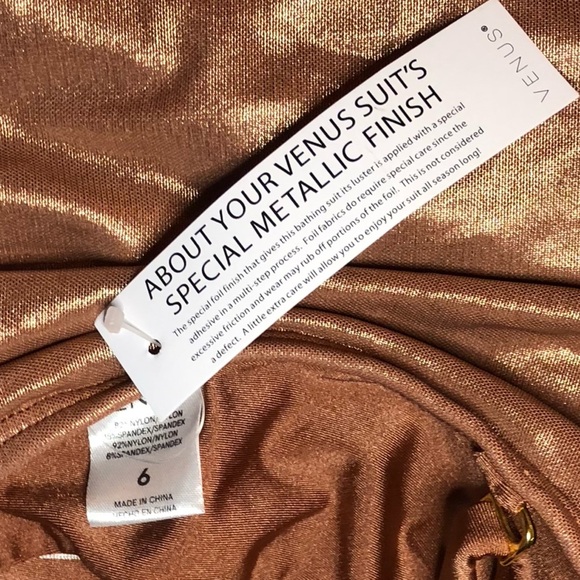 VENUS®
ABOUT YOUR VENUS SUIT'S
SPECIAL METALLIC FINISH
The special foil finish that gives this bathing suit its luster is applied with a special
adhesive in a multi-step process. Foil fabrics do require special care since the
excessive friction and wear may rub off portions of the foil. This is not considered
a defect. A little extra care will allow you to enjoy your suit all season long!
NYLON/NYLON
SPANDEX/SPANDEX
92%NYLON/NYLON
8%SPANDEX/SPANDEX
6
MADE IN CHINA
HECHO EN CHINA